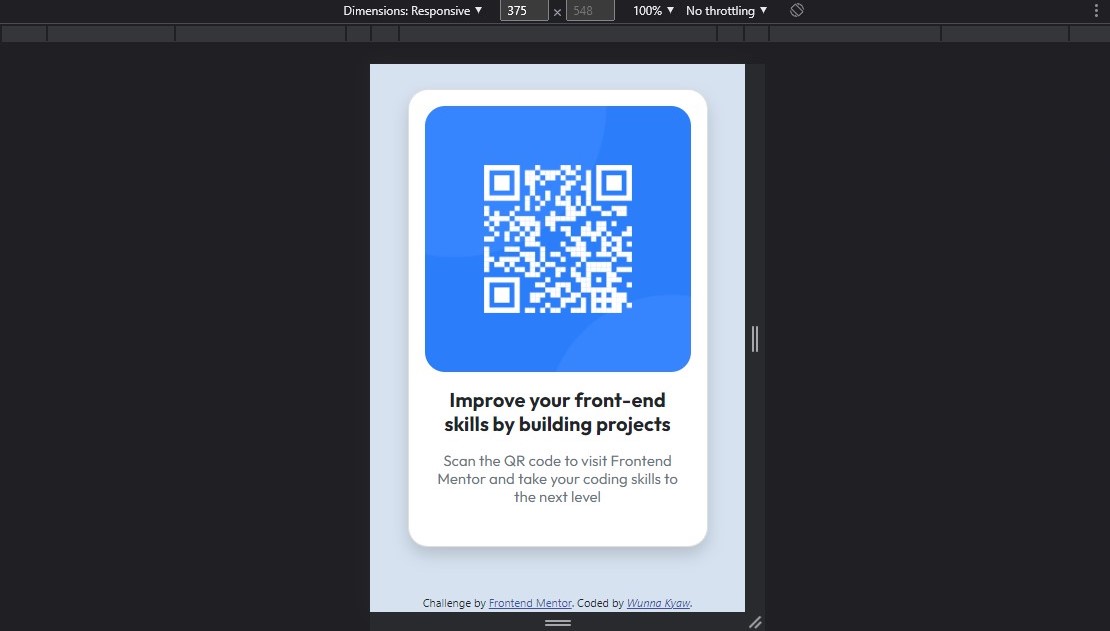 Dimensions: Responsive ▼ 375 × 548 100% ▼ No throttling ▼
Improve your front-end
skills by building projects
Scan the QR code to visit Frontend
Mentor and take your coding skills to
the next level
Challenge by Frontend Mentor. Coded by Wunna Kyaw.